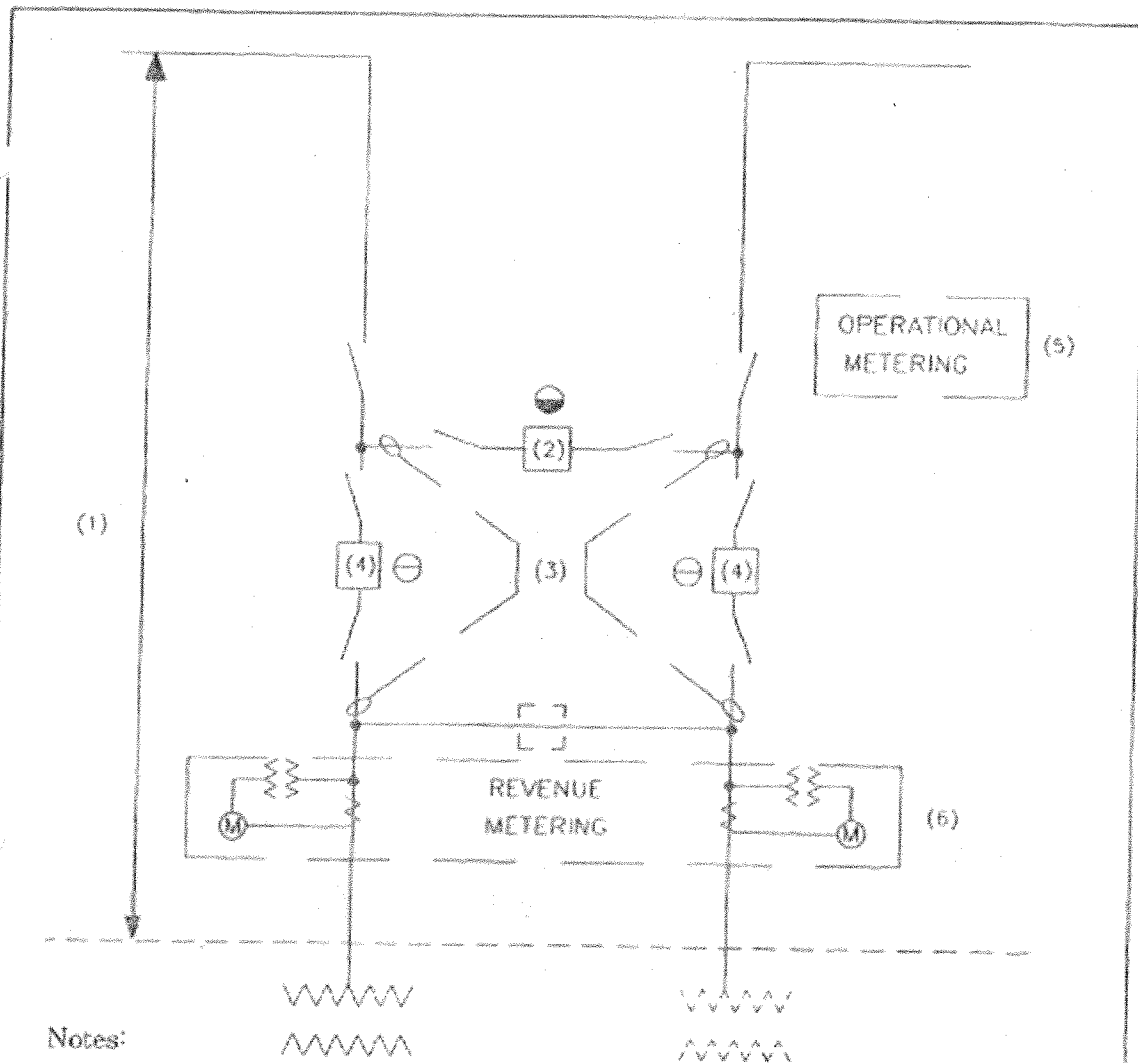 OPERATIONAL
METERING
(5)
(2)
(1)
(4)
(3)
(4)
REVENUE
METERING
(6)
M
M
Notes: